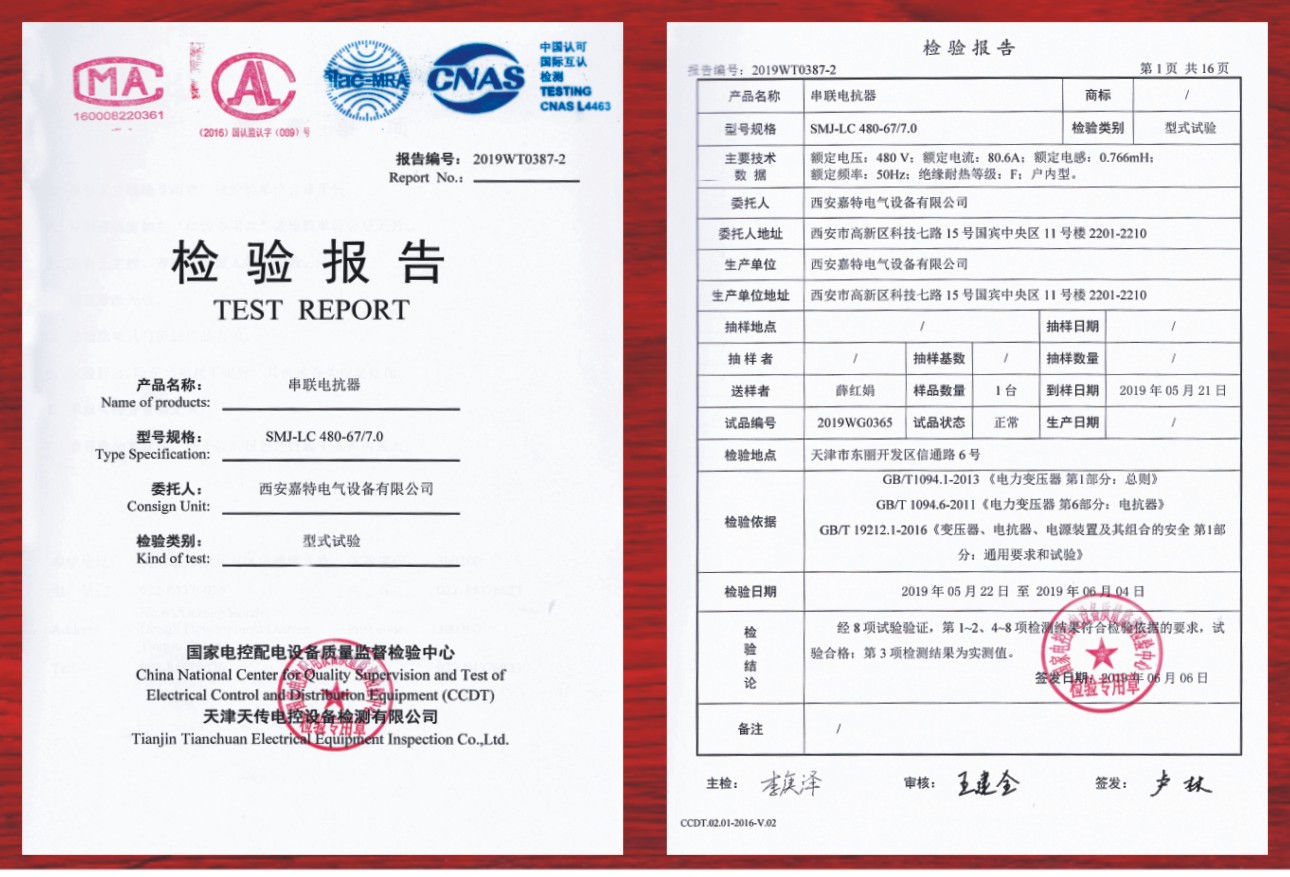 MA
160008220361
AL
(2016)国认监认字(009)号
ilac-MRA
CNAS
中国认可
国际互认
检测
TESTING
CNAS L4463
报告编号: 2019WT0387-2
Report No.:
检验报告
TEST REPORT
产品名称: 串联电抗器
Name of products:
型号规格: SMJ-LC 480-67/7.0
Type Specification:
委托人: 西安嘉特电气设备有限公司
Consign Unit:
检验类别: 型式试验
Kind of test:
国家电控配电设备质量监督检验中心
China National Center for Quality Supervision and Test of
Electrical Control and Distribution Equipment (CCDT)
天津天传电控设备检测有限公司
Tianjin Tianchuan Electrical Equipment Inspection Co.,Ltd.
检验专用章
检验报告
报告编号: 2019WT0387-2 第1页 共16页
产品名称 串联电抗器 商标 /
型号规格 SMJ-LC 480-67/7.0 检验类别 型式试验
主要技术数据 额定电压: 480 V; 额定电流: 80.6A; 额定电感: 0.766mH;
额定频率: 50Hz; 绝缘耐热等级: F; 户内型。
委托人 西安嘉特电气设备有限公司
委托人地址 西安市高新区科技七路15号国宾中央区11号楼2201-2210
生产单位 西安嘉特电气设备有限公司
生产单位地址 西安市高新区科技七路15号国宾中央区11号楼2201-2210
抽样地点 / 抽样日期 /
抽样者 / 抽样基数 / 抽样数量 /
送样者 薛红娟 样品数量 1台 到样日期 2019年05月21日
试品编号 2019WG0365 试品状态 正常 生产日期 /
检验地点 天津市东丽开发区信通路6号
检验依据 GB/T1094.1-2013《电力变压器 第1部分: 总则》
GB/T 1094.6-2011《电力变压器 第6部分: 电抗器》
GB/T 19212.1-2016《变压器、电抗器、电源装置及其组合的安全 第1部
分: 通用要求和试验》
检验日期 2019年05月22日 至 2019年06月04日
检验结论 经8项试验验证,第1~2、4~8项检测结果符合检验依据的要求,试
验合格; 第3项检测结果为实测值。
签发日期: 2019年06月06日
检验专用章
备注 /
主检: 审核: 王建全 签发: 卢林
CCDT.02.01-2016-V.02